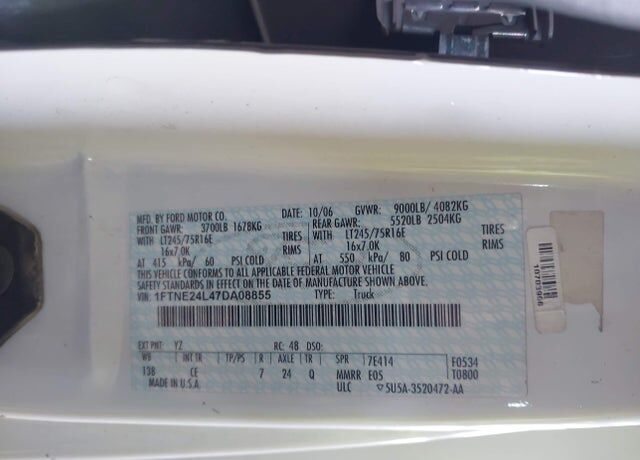 MFD. BY FORD MOTOR CO. DATE: 10/06 GVWR: 9000LB/ 4082KG
FRONT GAWR: 3700LB 1678KG REAR GAWR: 5520LB 2504KG
WITH LT245/75R16E TIRES WITH LT245/75R16E TIRES
16x7.0K RIMS 16x7.0K RIMS
AT 415 kPa/ 60 PSI COLD AT 550 kPa/ 80 PSI COLD
THIS VEHICLE CONFORMS TO ALL APPLICABLE FEDERAL MOTOR VEHICLE
SAFETY STANDARDS IN EFFECT ON THE DATE OF MANUFACTURE SHOWN ABOVE.
VIN: 1FTNE24L47DA08855 TYPE: Truck
EXT PNT: YZ RC: 48 DSO:
WB INT TR TP/PS R AXLE TR SPR 7E414 F0534
138 CE 7 24 Q MMRR E05 T0800
MADE IN U.S.A. ULC ▽5U5A-3520472-AA
10703966